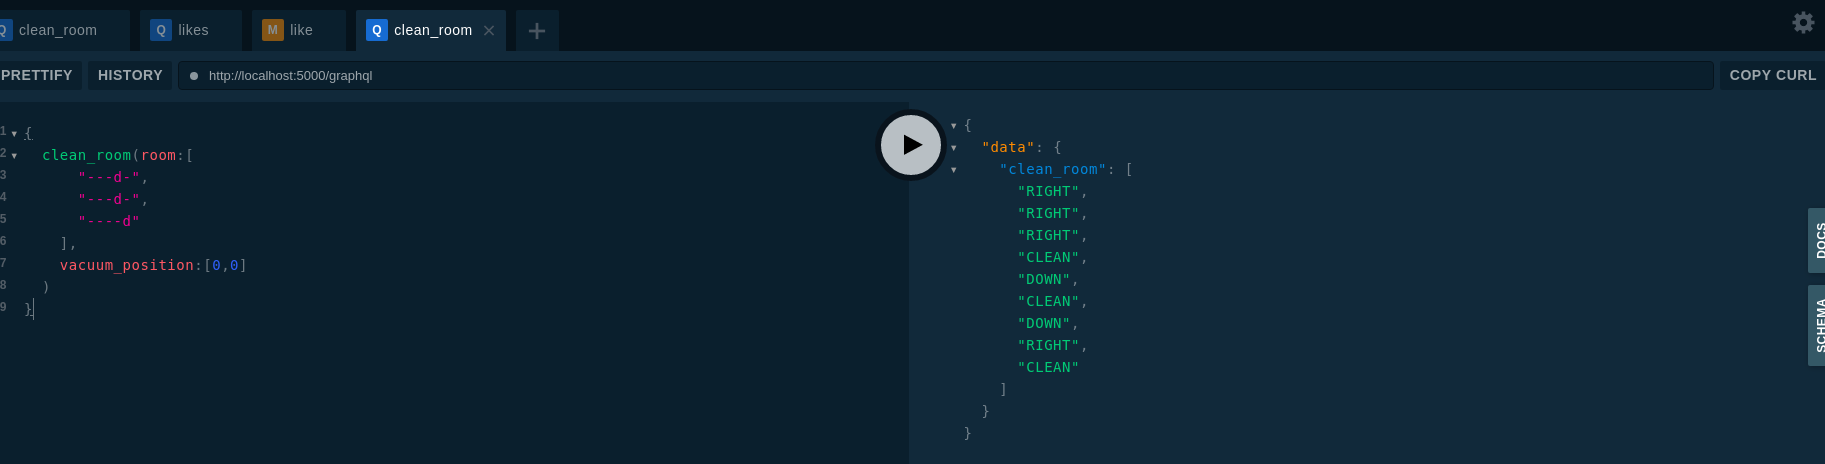 Q clean_room Q likes M like Q clean_room × +
PRETTIFY HISTORY http://localhost:5000/graphql COPY CURL
1 {
2 clean_room(room:[
3 "---d-",
4 "---d-",
5 "----d"
6 ],
7 vacuum_position:[0,0]
8 )
9 }
{
"data": {
"clean_room": [
"RIGHT",
"RIGHT",
"RIGHT",
"CLEAN",
"DOWN",
"CLEAN",
"DOWN",
"RIGHT",
"CLEAN"
]
}
}
DOCS
SCHEMA